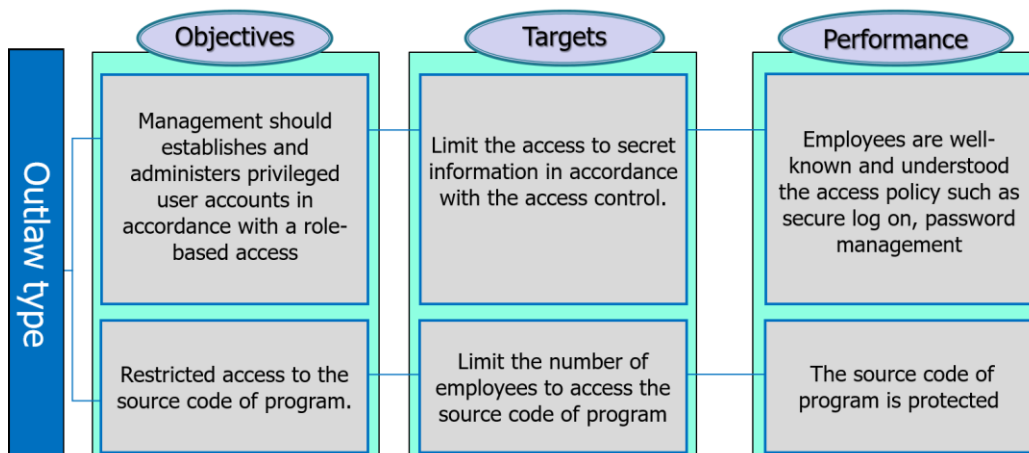 Objectives
Targets
Performance
Outlaw type
Management should
establishes and
administers privileged
user accounts in
accordance with a role-
based access
Limit the access to secret
information in accordance
with the access control.
Employees are well-
known and understood
the access policy such as
secure log on, password
management
Restricted access to the
source code of program.
Limit the number of
employees to access the
source code of program
The source code of
program is protected